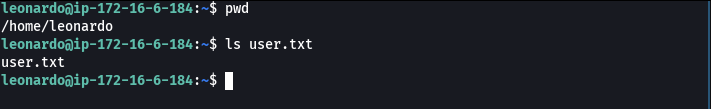 leonardo@ip-172-16-6-184:~$ pwd
/home/leonardo
leonardo@ip-172-16-6-184:~$ ls user.txt
user.txt
leonardo@ip-172-16-6-184:~$